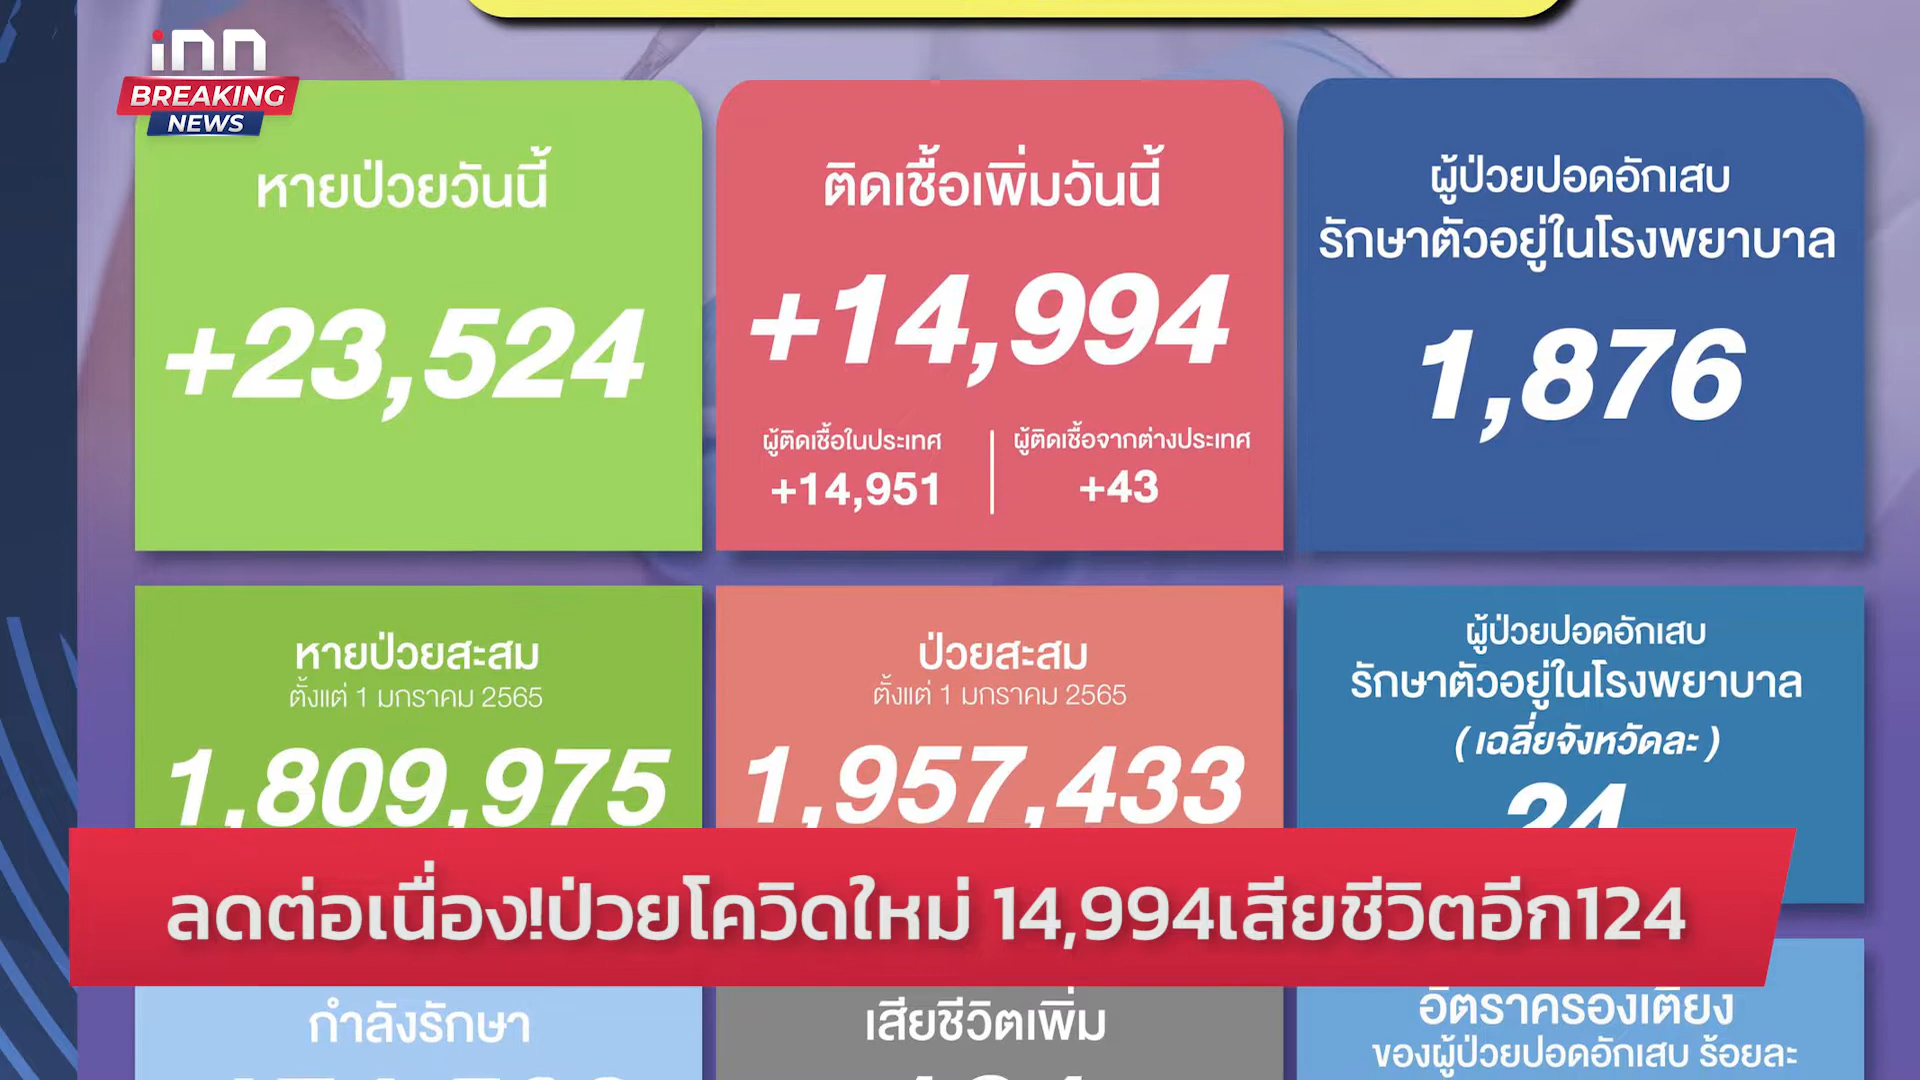 inn
BREAKING
NEWS
หายป่วยวันนี้
+23,524
ติดเชื้อเพิ่มวันนี้
+14,994
ผู้ติดเชื้อในประเทศ
+14,951
ผู้ติดเชื้อจากต่างประเทศ
+43
ผู้ป่วยปอดอักเสบ
รักษาตัวอยู่ในโรงพยาบาล
1,876
หายป่วยสะสม
ตั้งแต่ 1 มกราคม 2565
1,809,975
ป่วยสะสม
ตั้งแต่ 1 มกราคม 2565
1,957,433
ผู้ป่วยปอดอักเสบ
รักษาตัวอยู่ในโรงพยาบาล
( เฉลี่ยจังหวัดละ )
24
ลดต่อเนื่อง!ป่วยโควิดใหม่ 14,994เสียชีวิตอีก124
กำลังรักษา
เสียชีวิตเพิ่ม
อัตราครองเตียง
ของผู้ป่วยปอดอักเสบ ร้อยละ